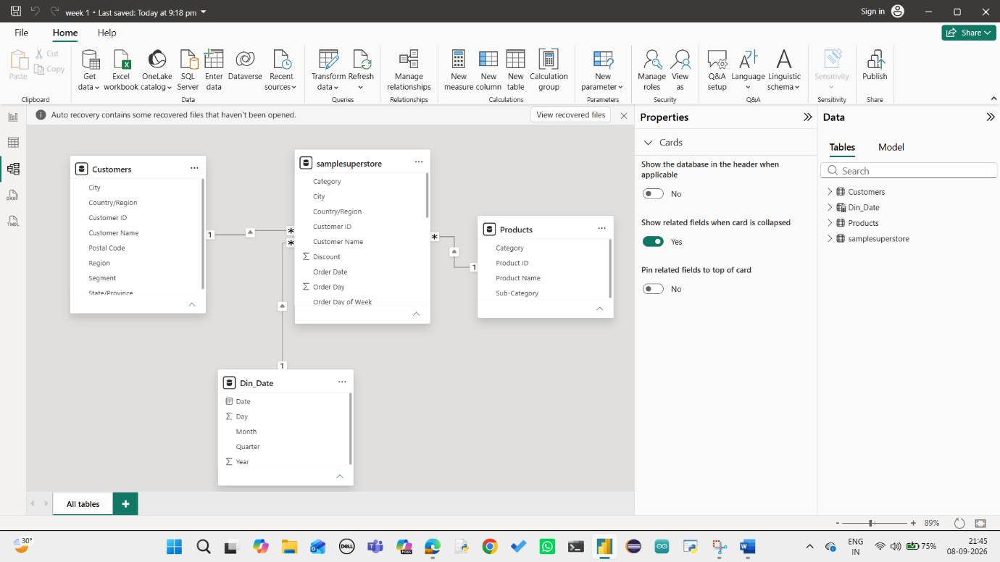 week 1 • Last saved: Today at 9:18 pm
Sign in
File Home Help
Share
Paste
Cut
Copy
Get data
Excel workbook
OneLake catalog
SQL Server
Enter data
Dataverse
Recent sources
Transform data
Refresh
Manage relationships
New measure
New column
New table
Calculation group
New parameter
Manage roles
View as
Q&A setup
Language
Linguistic schema
Sensitivity
Publish
Clipboard
Data
Queries
Relationships
Calculations
Parameters
Security
Q&A
Sensitivity
Share
Auto recovery contains some recovered files that haven't been opened.
View recovered files
DAX
TMDL
Customers
City
Country/Region
Customer ID
Customer Name
Postal Code
Region
Segment
State/Province
1
*
samplesuperstore
Category
City
Country/Region
Customer ID
Customer Name
Σ Discount
Order Date
Σ Order Day
Order Day of Week
*
*
1
Products
Category
Product ID
Product Name
Sub-Category
1
Din_Date
Date
Σ Day
Month
Quarter
Σ Year
All tables
+
Properties
Cards
Show the database in the header when
applicable
No
Show related fields when card is collapsed
Yes
Pin related fields to top of card
No
Data
Tables Model
Search
Customers
Din_Date
Products
samplesuperstore
- + 89%
30°
DELL
M365
ENG
IN
75%
21:45
08-09-2026